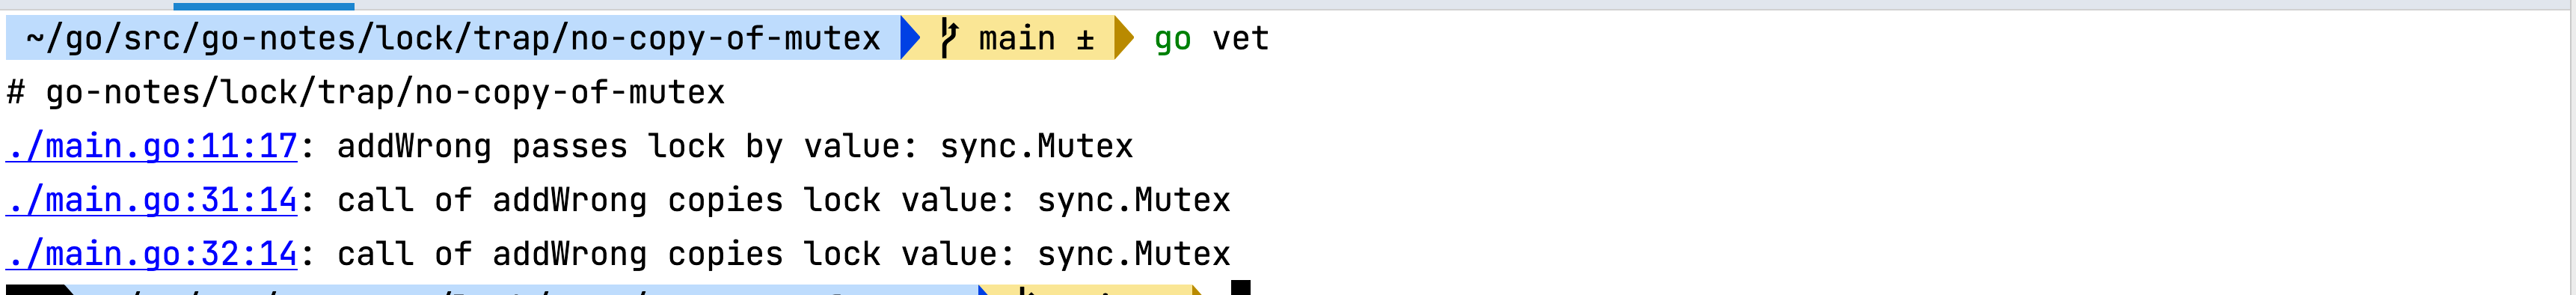 ~/go/src/go-notes/lock/trap/no-copy-of-mutex main ± go vet
# go-notes/lock/trap/no-copy-of-mutex
./main.go:11:17: addWrong passes lock by value: sync.Mutex
./main.go:31:14: call of addWrong copies lock value: sync.Mutex
./main.go:32:14: call of addWrong copies lock value: sync.Mutex